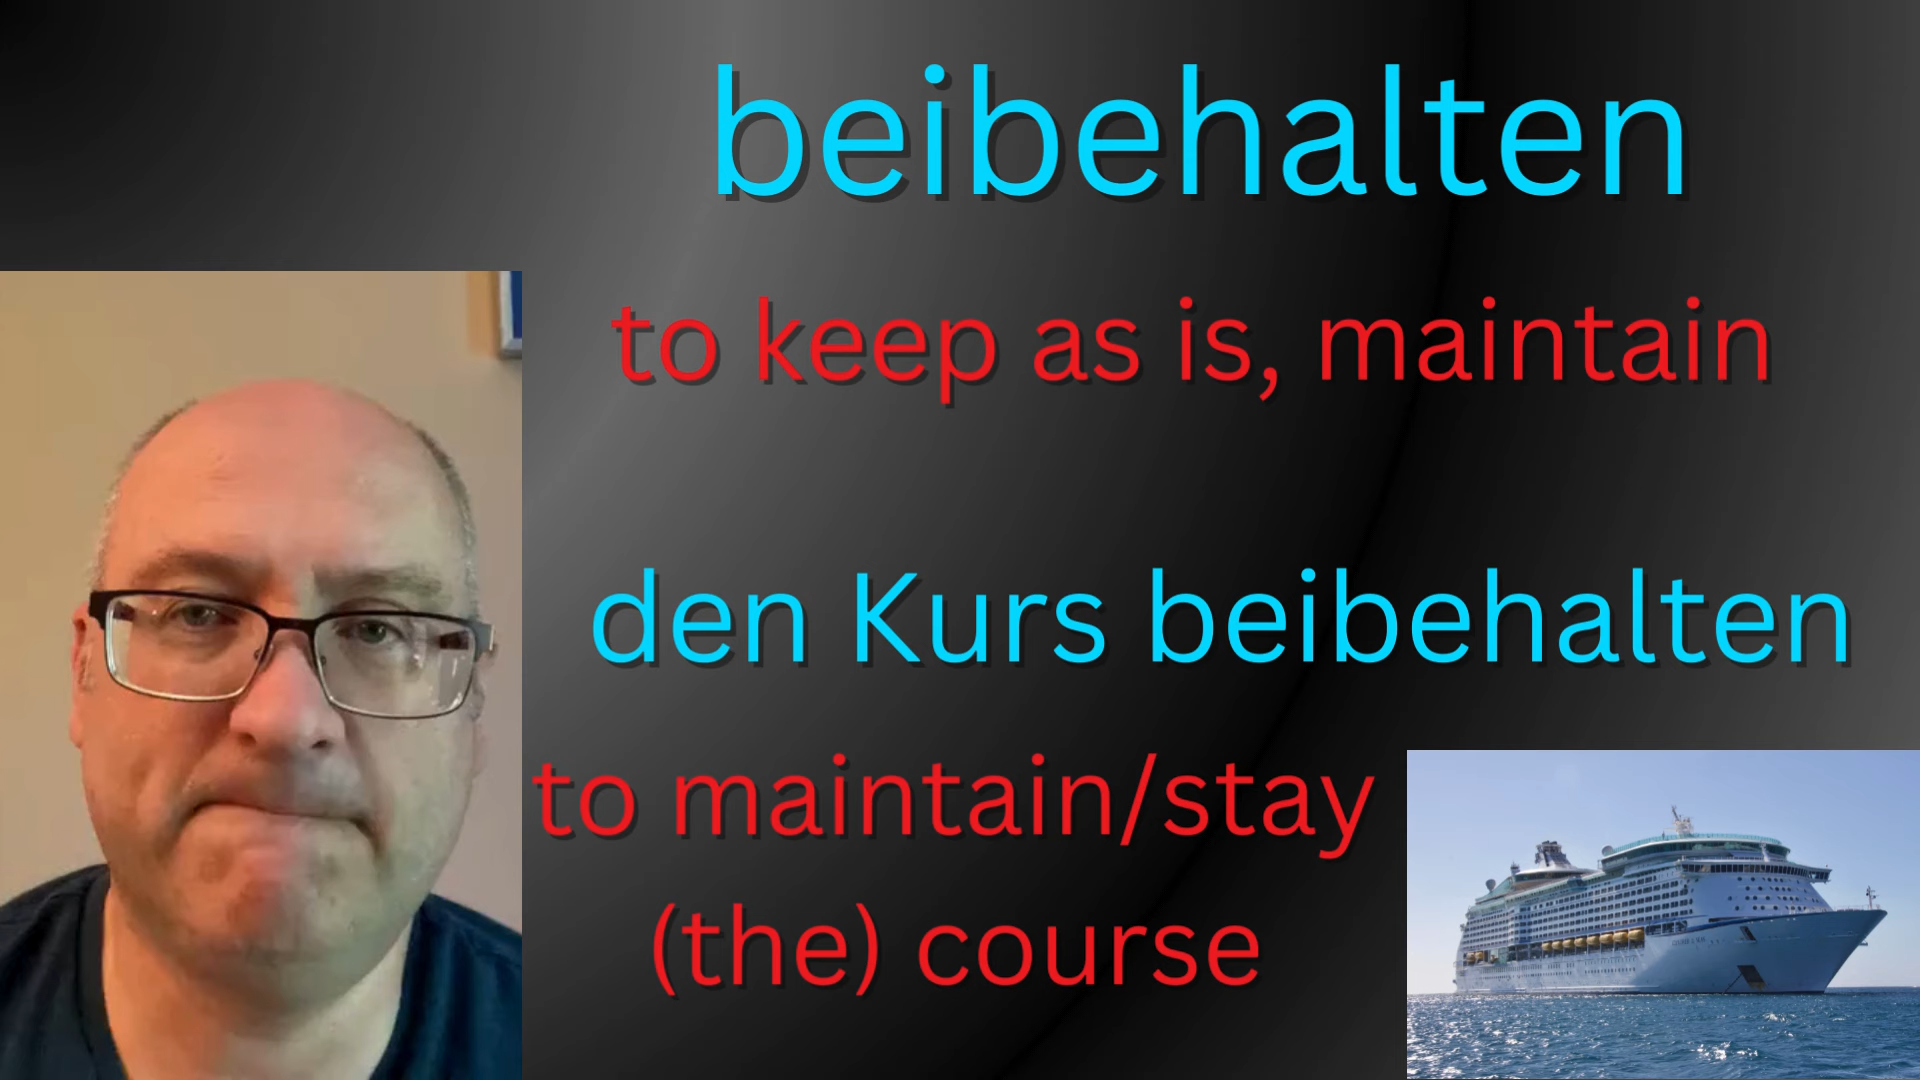 beibehalten
to keep as is, maintain
den Kurs beibehalten
to maintain/stay
(the) course